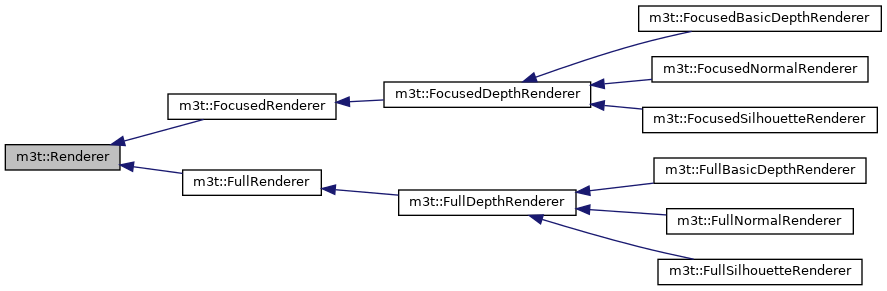 m3t::FocusedBasicDepthRenderer
m3t::FocusedNormalRenderer
m3t::FocusedDepthRenderer
m3t::FocusedRenderer
m3t::FocusedSilhouetteRenderer
m3t::Renderer
m3t::FullBasicDepthRenderer
m3t::FullRenderer
m3t::FullDepthRenderer
m3t::FullNormalRenderer
m3t::FullSilhouetteRenderer